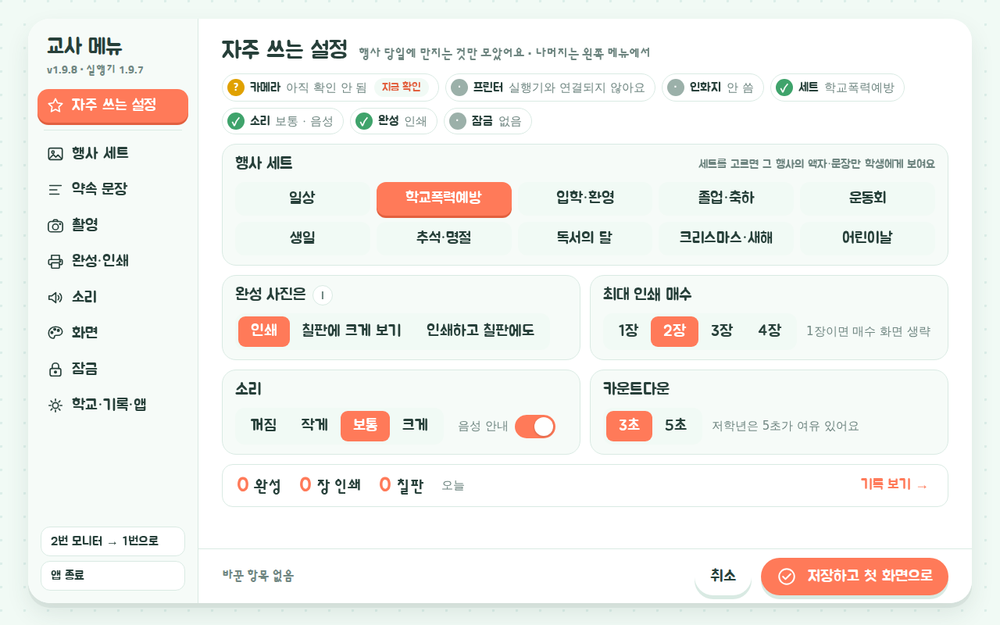 교사 메뉴
v1.9.8 · 실행기 1.9.7
자주 쓰는 설정
행사 세트
약속 문장
촬영
완성·인쇄
소리
화면
잠금
학교·기록·앱
2번 모니터 → 1번으로
앱 종료
자주 쓰는 설정 행사 당일에 만지는 것만 모았어요 · 나머지는 왼쪽 메뉴에서
? 카메라 아직 확인 안 됨 지금 확인 · 프린터 실행기와 연결되지 않아요 · 인화지 안 씀 ✓ 세트 학교폭력예방
✓ 소리 보통 · 음성 ✓ 완성 인쇄 · 잠금 없음
행사 세트 세트를 고르면 그 행사의 액자·문장만 학생에게 보여요
일상 학교폭력예방 입학·환영 졸업·축하 운동회
생일 추석·명절 독서의 달 크리스마스·새해 어린이날
완성 사진은 i
인쇄 칠판에 크게 보기 인쇄하고 칠판에도
최대 인쇄 매수
1장 2장 3장 4장 1장이면 매수 화면 생략
소리
꺼짐 작게 보통 크게 음성 안내
카운트다운
3초 5초 저학년은 5초가 여유 있어요
0 완성 0 장 인쇄 0 칠판 오늘 기록 보기 →
바꾼 항목 없음 취소 저장하고 첫 화면으로